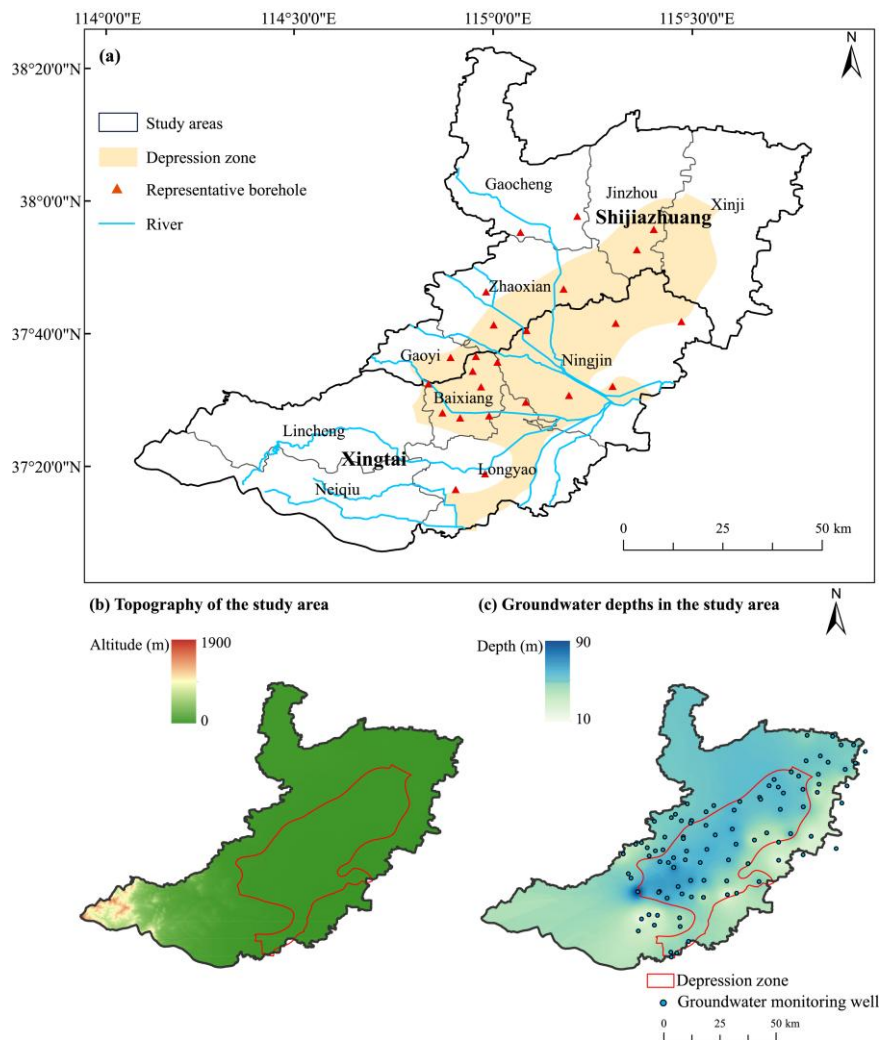 114°0'0"E 114°30'0"E 115°0'0"E 115°30'0"E
38°20'0"N
38°0'0"N
37°40'0"N
37°20'0"N
(a)
N
Study areas
Depression zone
Representative borehole
River
Gaocheng
Jinzhou
Xinji
Shijiazhuang
Zhaoxian
Gaoyi
Ningjin
Baixiang
Lincheng
Xingtai
Longyao
Neiqiu
0 25 50 km
(b) Topography of the study area
Altitude (m)
1900
0
(c) Groundwater depths in the study area
N
Depth (m)
90
10
Depression zone
Groundwater monitoring well
0 25 50 km